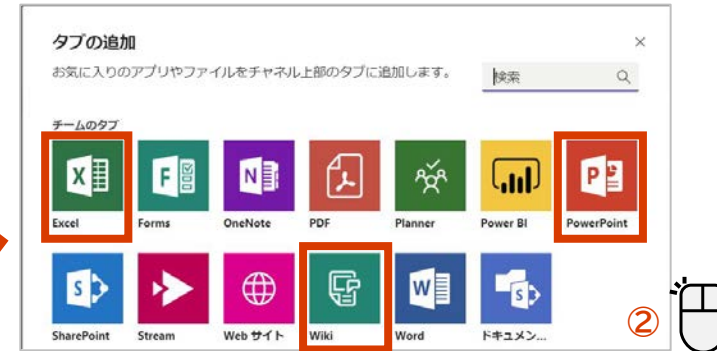 タブの追加
×
お気に入りのアプリやファイルをチャネル上部のタブに追加します。
検索
チームのタブ
X
F
N
P
Excel
Forms
OneNote
PDF
Planner
Power BI
PowerPoint
S
W
S
SharePoint
Stream
Web サイト
Wiki
Word
ドキュメン...
②